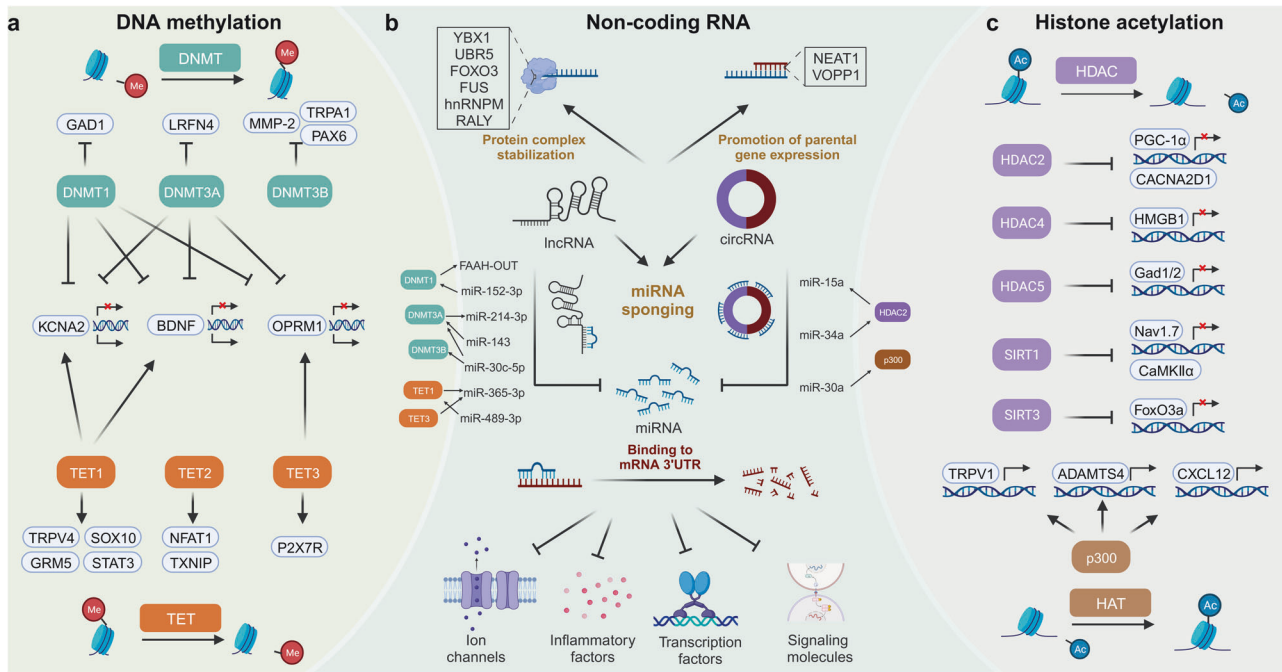 a
DNA methylation
Me
DNMT
Me
GAD1
LRFN4
MMP-2
TRPA1
PAX6
DNMT1
DNMT3A
DNMT3B
KCNA2
BDNF
OPRM1
TET1
TET2
TET3
TRPV4
SOX10
GRM5
STAT3
NFAT1
TXNIP
P2X7R
Me
TET
Me
b
Non-coding RNA
YBX1
UBR5
FOXO3
FUS
hnRNPM
RALY
NEAT1
VOPP1
Protein complex
stabilization
Promotion of parental
gene expression
lncRNA
circRNA
miRNA
sponging
DNMT1
FAAH-OUT
miR-152-3p
DNMT3A
miR-214-3p
miR-143
DNMT3B
miR-30c-5p
TET1
miR-365-3p
TET3
miR-489-3p
miR-15a
HDAC2
miR-34a
p300
miR-30a
miRNA
Binding to
mRNA 3'UTR
Ion
channels
Inflammatory
factors
Transcription
factors
Signaling
molecules
c
Histone acetylation
Ac
HDAC
Ac
HDAC2
PGC-1α
CACNA2D1
HDAC4
HMGB1
HDAC5
Gad1/2
SIRT1
Nav1.7
CaMKIIα
SIRT3
FoxO3a
TRPV1
ADAMTS4
CXCL12
p300
HAT
Ac
Ac